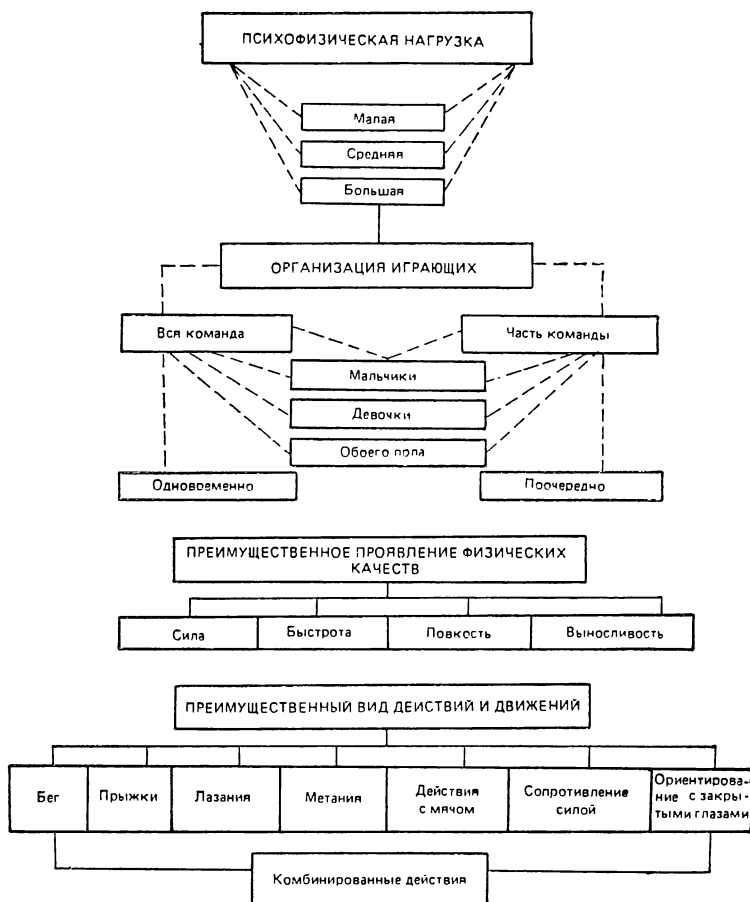 ПСИХОФИЗИЧЕСКАЯ НАГРУЗКА
Малая
Средняя
Большая
ОРГАНИЗАЦИЯ ИГРАЮЩИХ
Вся команда
Часть команды
Мальчики
Девочки
Обоего пола
Одновременно
Поочередно
ПРЕИМУЩЕСТВЕННОЕ ПРОЯВЛЕНИЕ ФИЗИЧЕСКИХ
КАЧЕСТВ
Сила
Быстрота
Ловкость
Выносливость
ПРЕИМУЩЕСТВЕННЫЙ ВИД ДЕЙСТВИЙ И ДВИЖЕНИЙ
Бег
Прыжки
Лазания
Метания
Действия
с мячом
Сопротивление
силой
Ориентирова-
ние с закры-
тыми глазами
Комбинированные действия